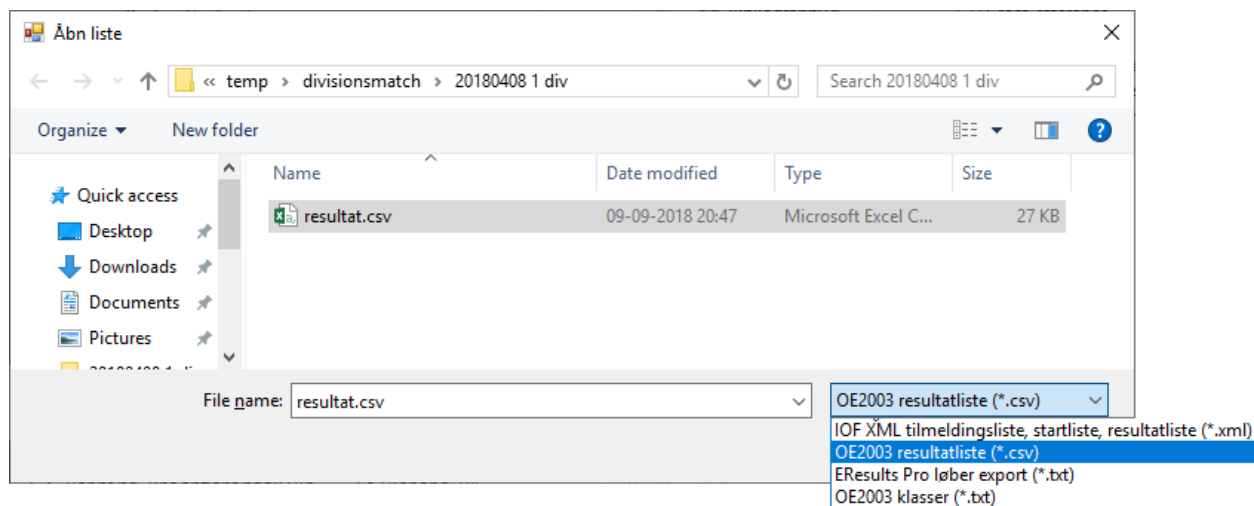 Åbn liste
« temp › divisionsmatch › 20180408 1 div
Search 20180408 1 div
Organize
New folder
Name
Date modified
Type
Size
Quick access
Desktop
Downloads
Documents
Pictures
resultat.csv
09-09-2018 20:47
Microsoft Excel C...
27 KB
File name:
resultat.csv
OE2003 resultatliste (*.csv)
IOF XML tilmeldingsliste, startliste, resultatliste (*.xml)
OE2003 resultatliste (*.csv)
EResults Pro løber export (*.txt)
OE2003 klasser (*.txt)